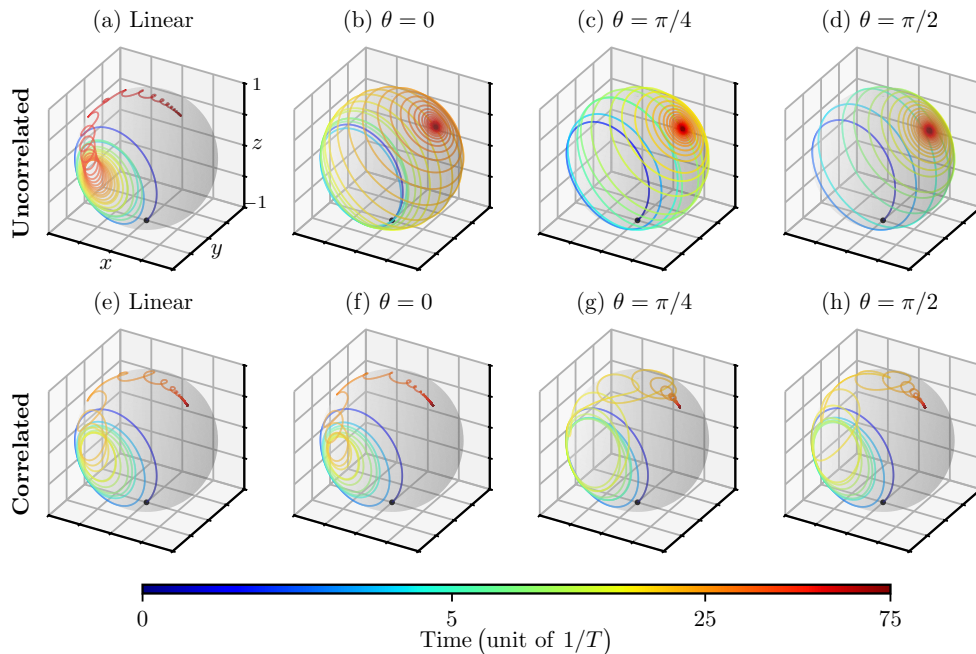 (a) Linear
(b) θ = 0
(c) θ = π/4
(d) θ = π/2
Uncorrelated
1
z
−1
x
y
(e) Linear
(f) θ = 0
(g) θ = π/4
(h) θ = π/2
Correlated
0
5
25
75
Time (unit of 1/T)